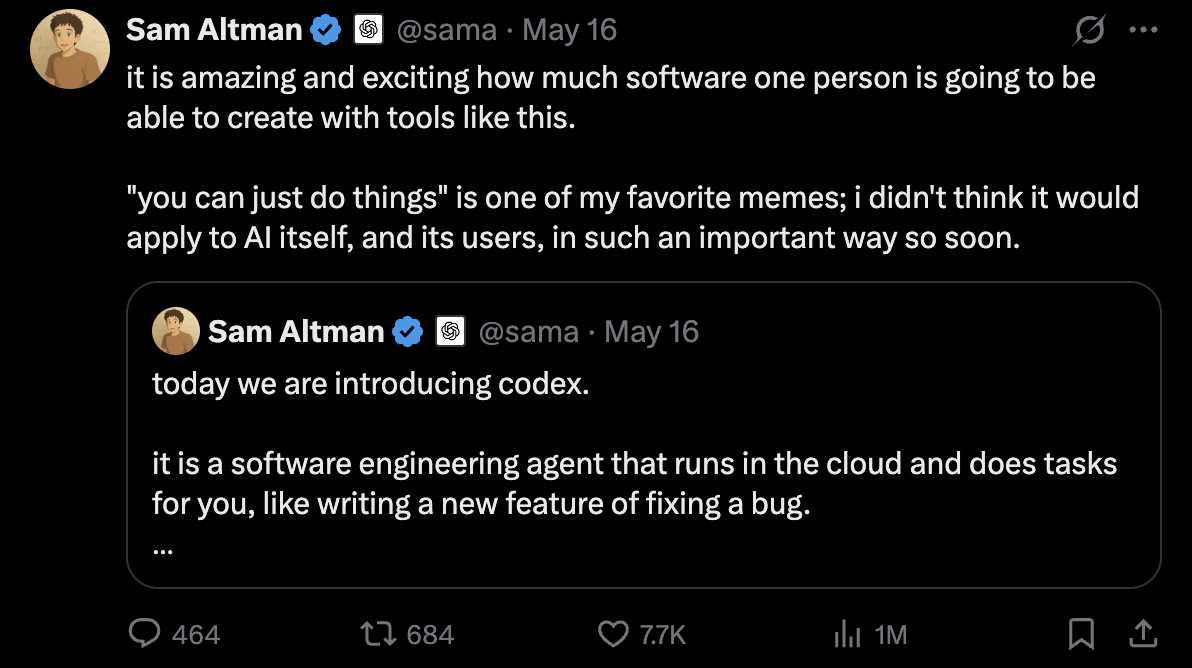 Sam Altman @sama · May 16
it is amazing and exciting how much software one person is going to be
able to create with tools like this.
"you can just do things" is one of my favorite memes; i didn't think it would
apply to AI itself, and its users, in such an important way so soon.
Sam Altman @sama · May 16
today we are introducing codex.
it is a software engineering agent that runs in the cloud and does tasks
for you, like writing a new feature of fixing a bug.
...
464 684 7.7K 1M